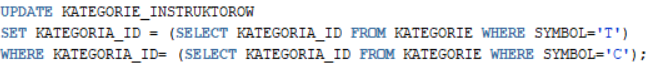 UPDATE KATEGORIE_INSTRUKTOROW
SET KATEGORIA_ID = (SELECT KATEGORIA_ID FROM KATEGORIE WHERE SYMBOL='T')
WHERE KATEGORIA_ID= (SELECT KATEGORIA_ID FROM KATEGORIE WHERE SYMBOL='C');